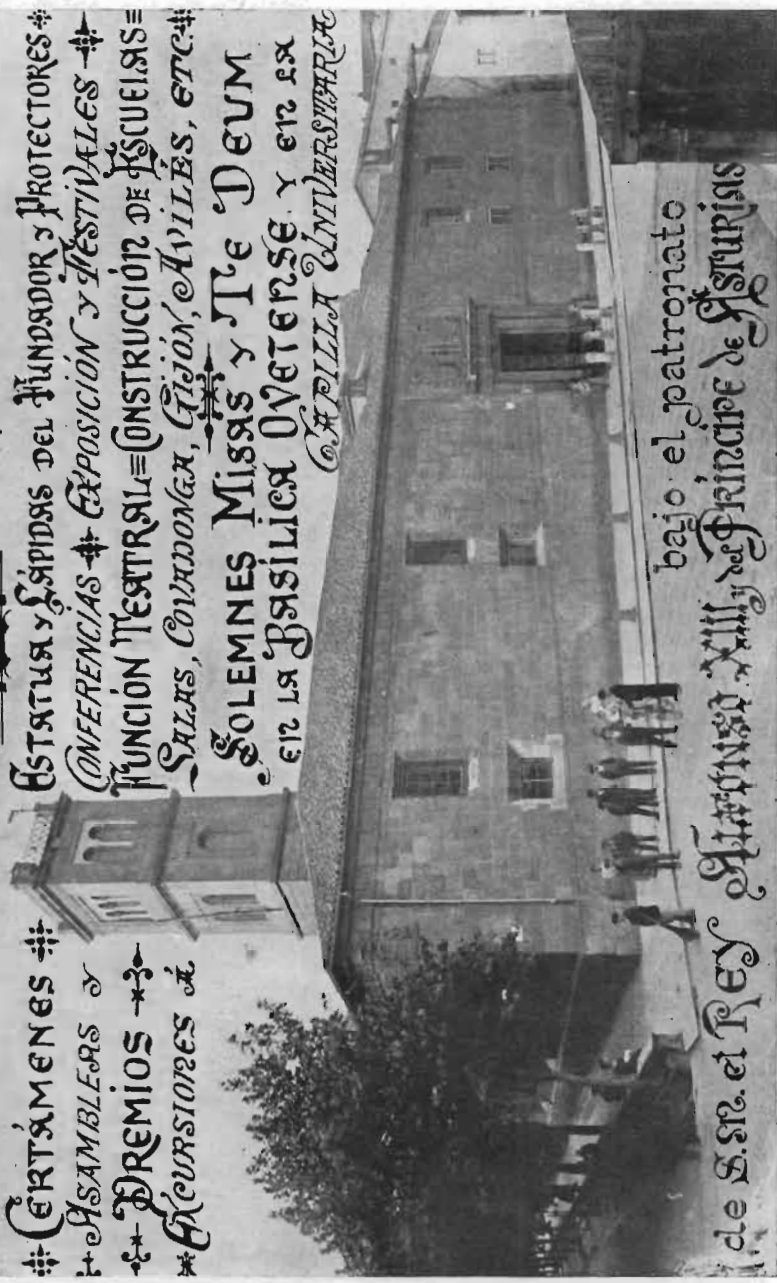 CERTÁMENES ESTATUA Y LÁPIDAS DEL FUNDADOR Y PROTECTORES
ASAMBLEAS Y CONFERENCIAS EXPOSICIÓN Y FESTIVALES
PREMIOS FUNCIÓN TEATRAL=CONSTRUCCIÓN DE ESCUELAS=
EXCURSIONES Á SALAS, COVADONGA, GIJÓN, AVILÉS, ETC.
SOLEMNES MISAS Y TE DEUM
EN LA BASÍLICA OVETENSE Y EN LA
CAPILLA UNIVERSITARIA
bajo el patronato
de S.M. el REY ALFONSO XIII y del PRÍNCIPE de ASTURIAS